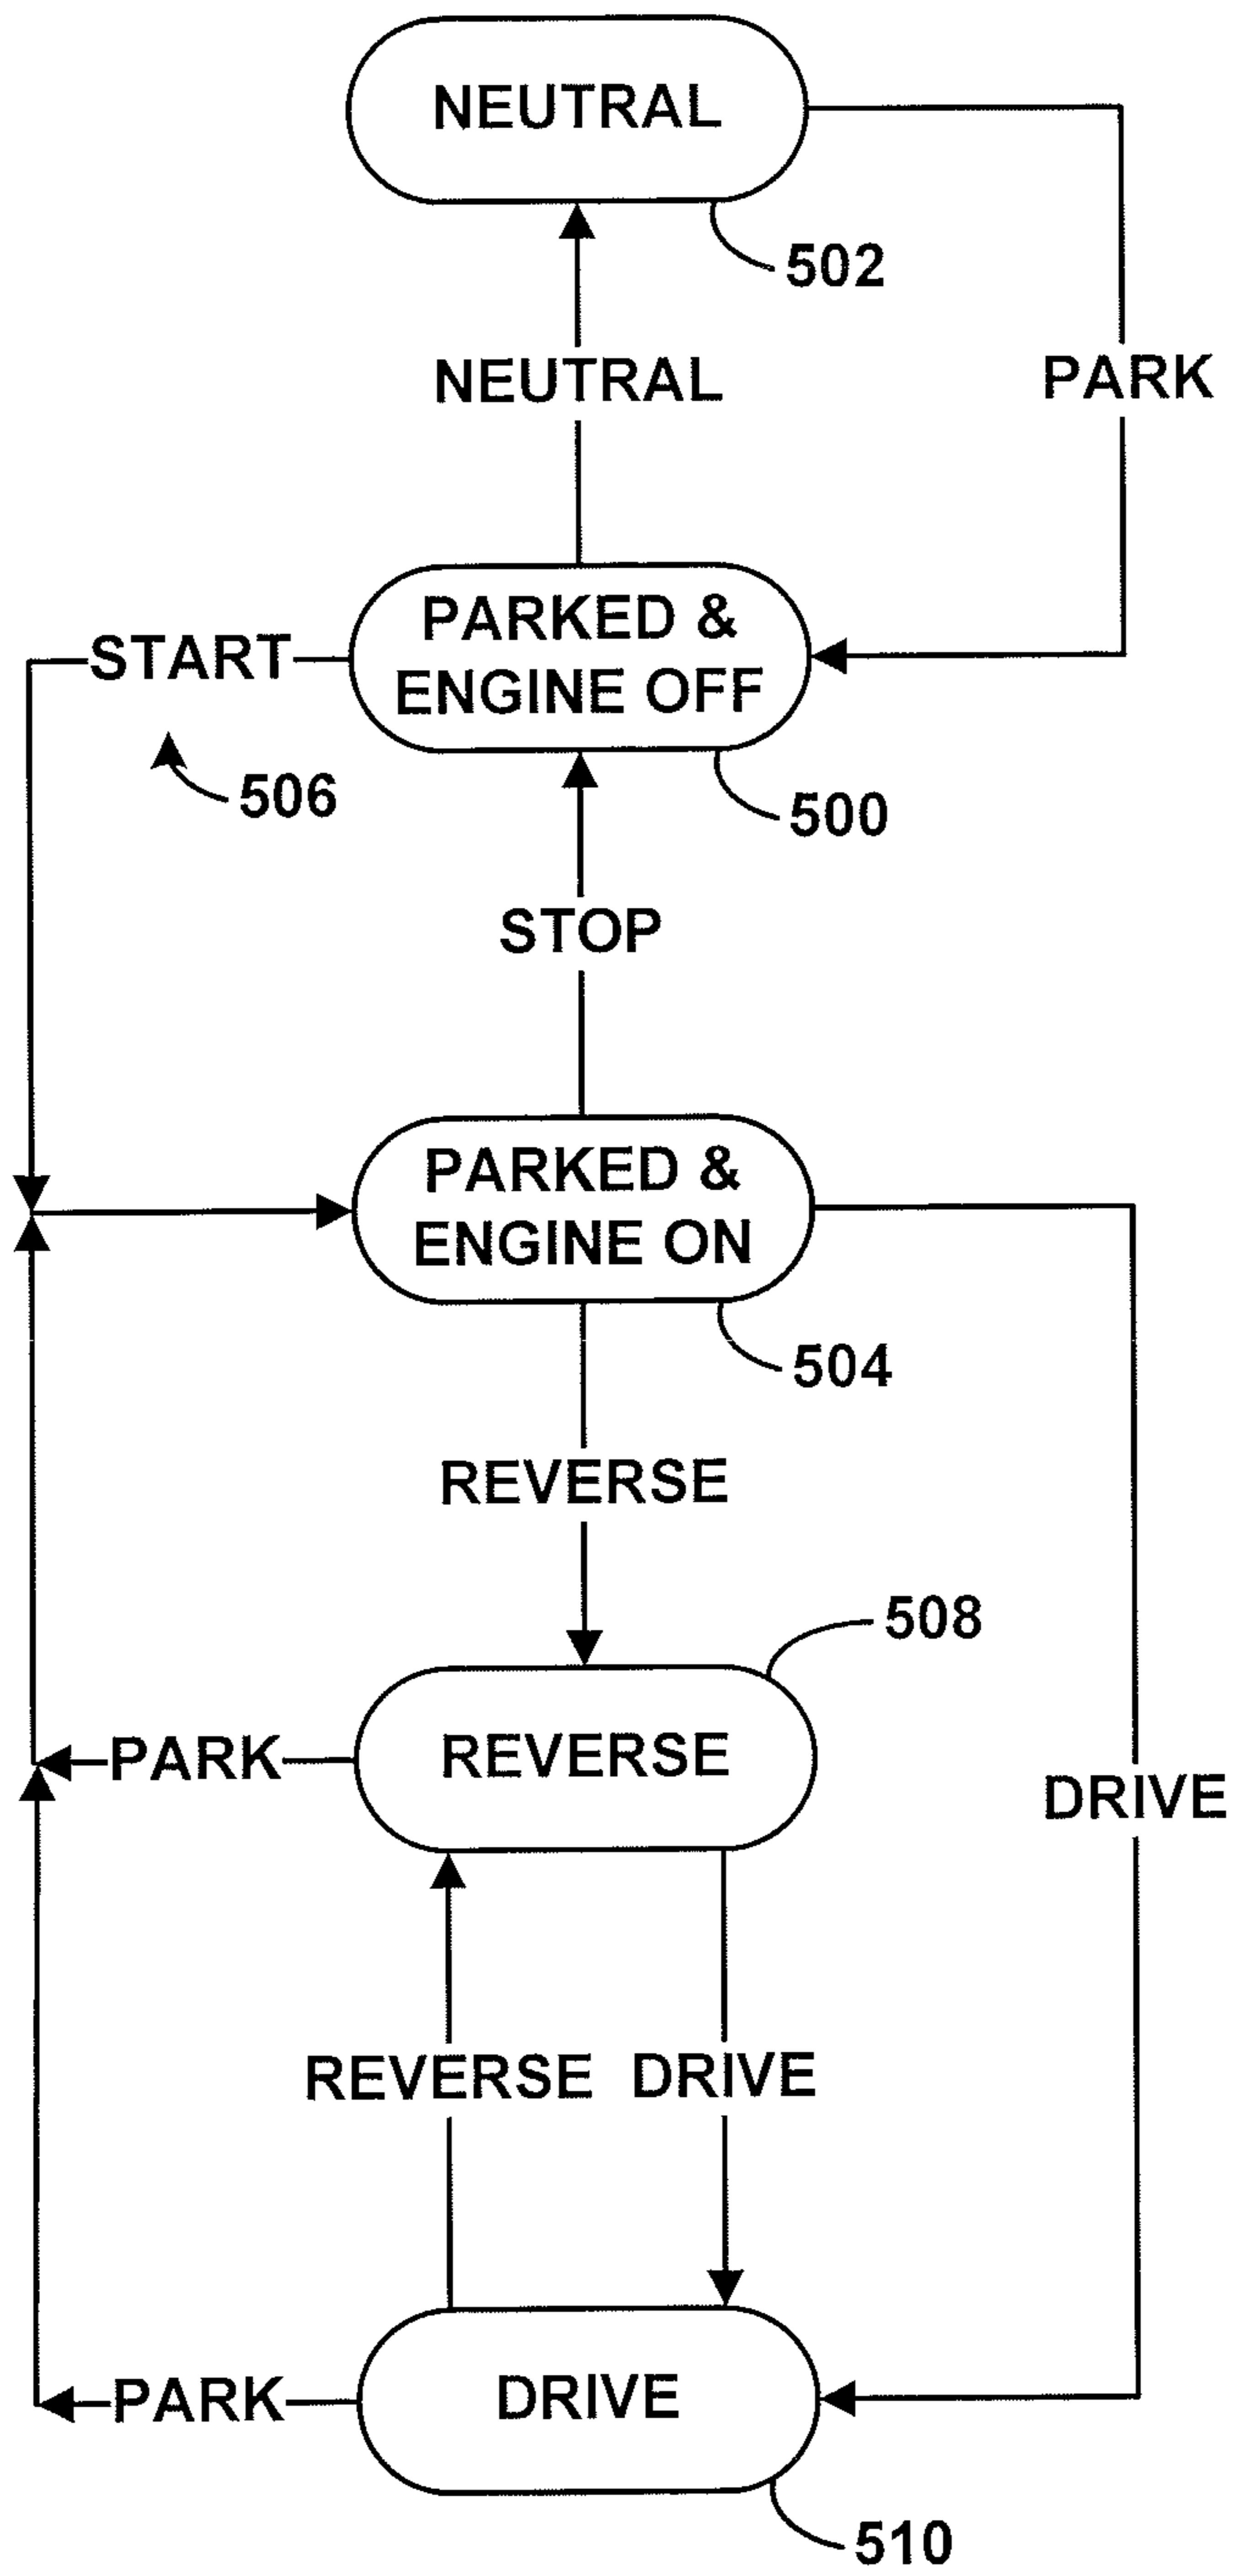 NEUTRAL
502
NEUTRAL
PARK
PARKED &
ENGINE OFF
START
506
500
STOP
PARKED &
ENGINE ON
504
REVERSE
508
REVERSE
PARK
DRIVE
REVERSE
DRIVE
DRIVE
PARK
510